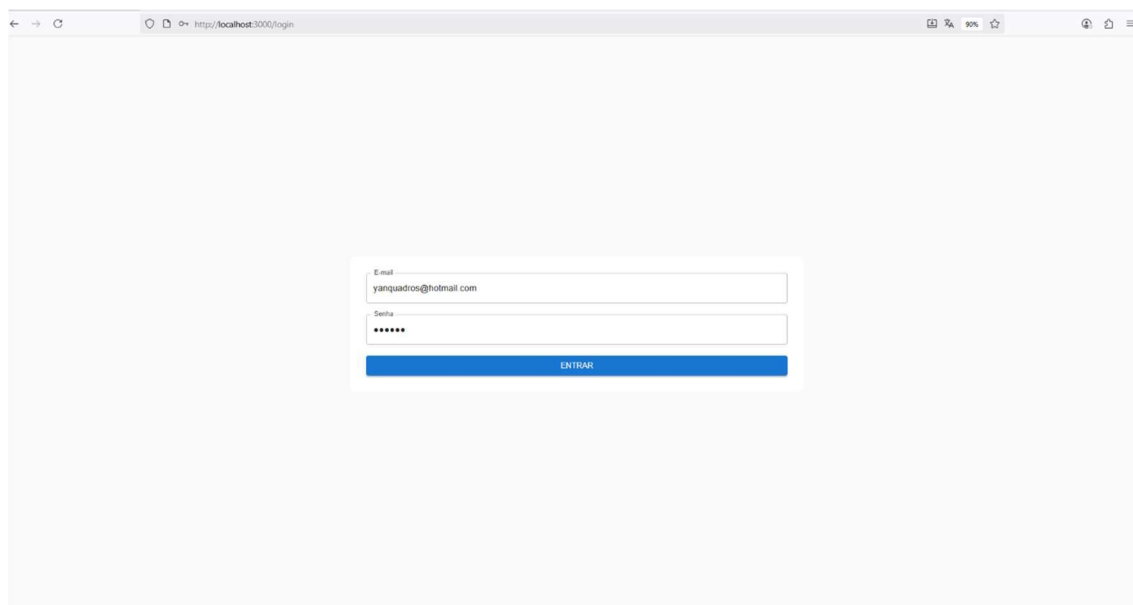 http://localhost:3000/login
90%
E-mail
yanquadros@hotmail.com
Senha
••••••
ENTRAR